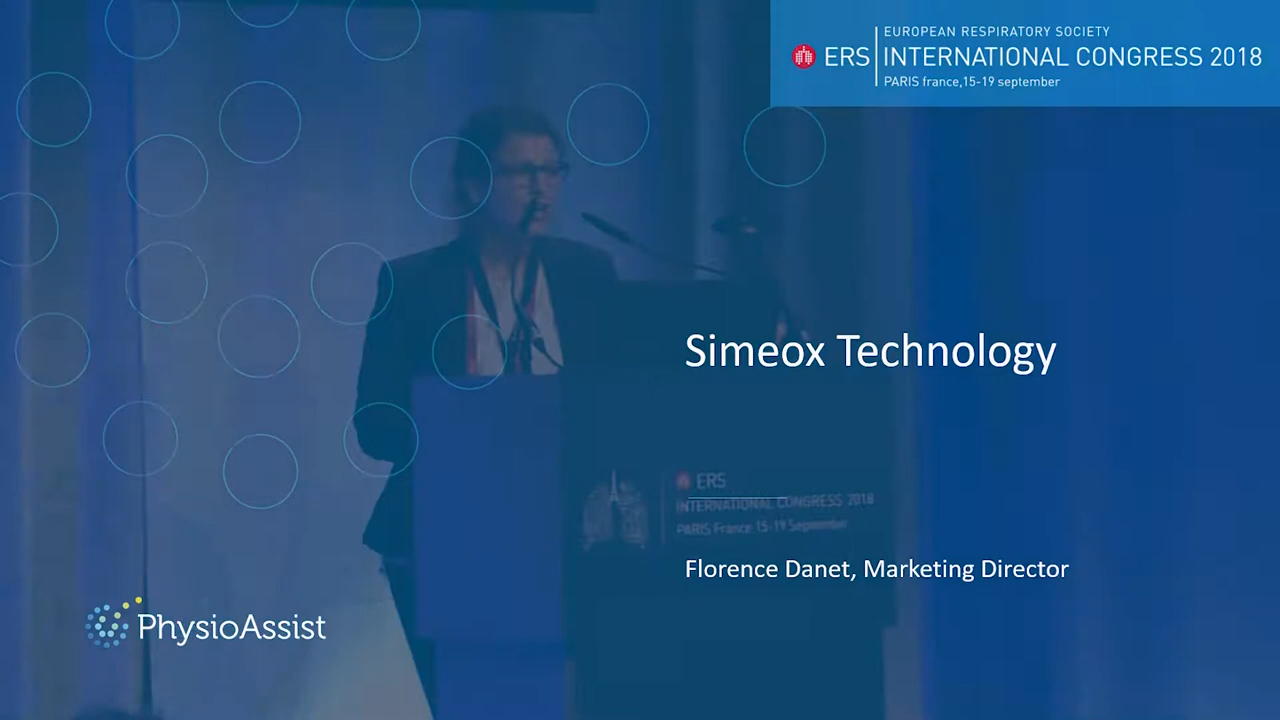 EUROPEAN RESPIRATORY SOCIETY
ERS INTERNATIONAL CONGRESS 2018
PARIS france,15-19 september
Simeox Technology
ERS
INTERNATIONAL CONGRESS 2018
PARIS France 15-19 September
Florence Danet, Marketing Director
PhysioAssist